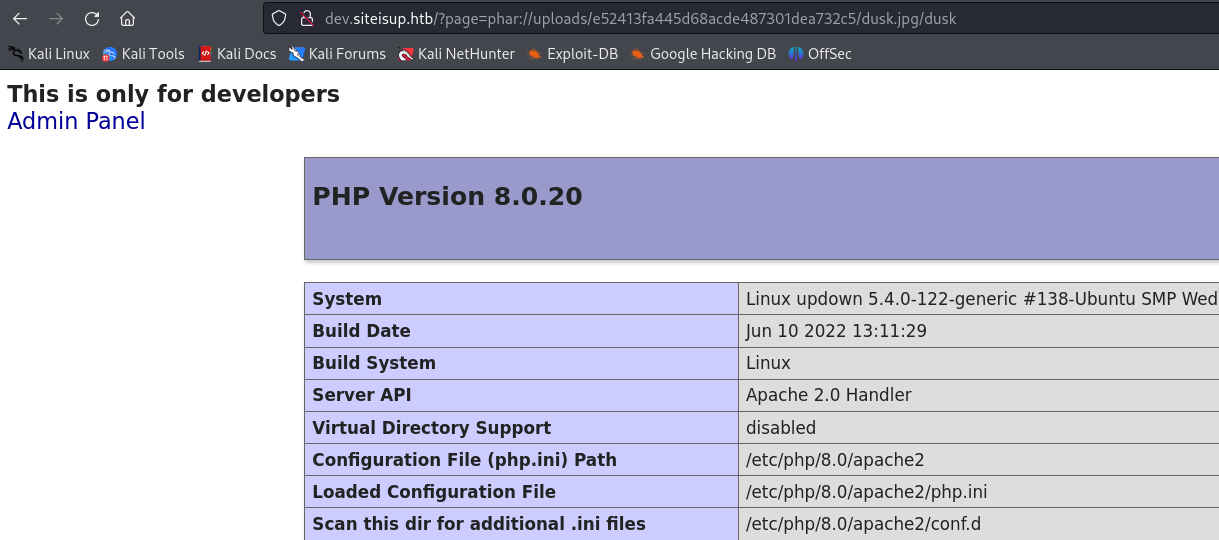 dev.siteisup.htb/?page=phar://uploads/e52413fa445d68acde487301dea732c5/dusk.jpg/dusk
Kali Linux Kali Tools Kali Docs Kali Forums Kali NetHunter Exploit-DB Google Hacking DB OffSec
This is only for developers
Admin Panel
PHP Version 8.0.20
System Linux updown 5.4.0-122-generic #138-Ubuntu SMP Wed
Build Date Jun 10 2022 13:11:29
Build System Linux
Server API Apache 2.0 Handler
Virtual Directory Support disabled
Configuration File (php.ini) Path /etc/php/8.0/apache2
Loaded Configuration File /etc/php/8.0/apache2/php.ini
Scan this dir for additional .ini files /etc/php/8.0/apache2/conf.d